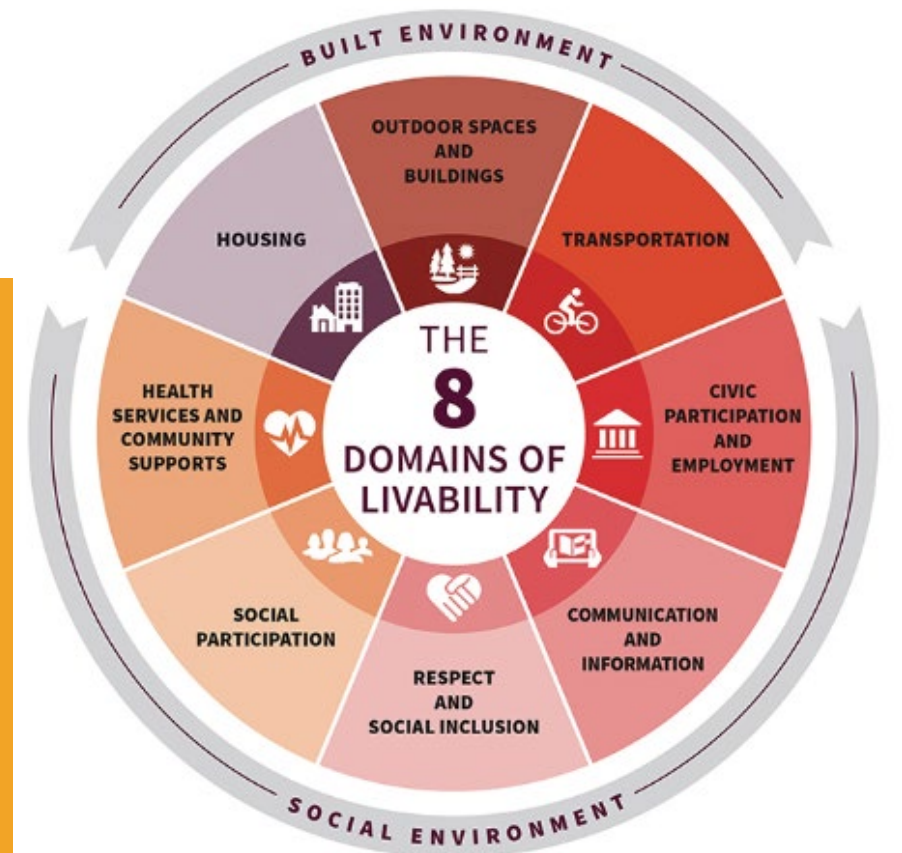 BUILT ENVIRONMENT
OUTDOOR SPACES
AND
BUILDINGS
HOUSING
TRANSPORTATION
THE
8
DOMAINS OF
LIVABILITY
HEALTH
SERVICES AND
COMMUNITY
SUPPORTS
CIVIC
PARTICIPATION
AND
EMPLOYMENT
SOCIAL
PARTICIPATION
COMMUNICATION
AND
INFORMATION
RESPECT
AND
SOCIAL INCLUSION
SOCIAL ENVIRONMENT